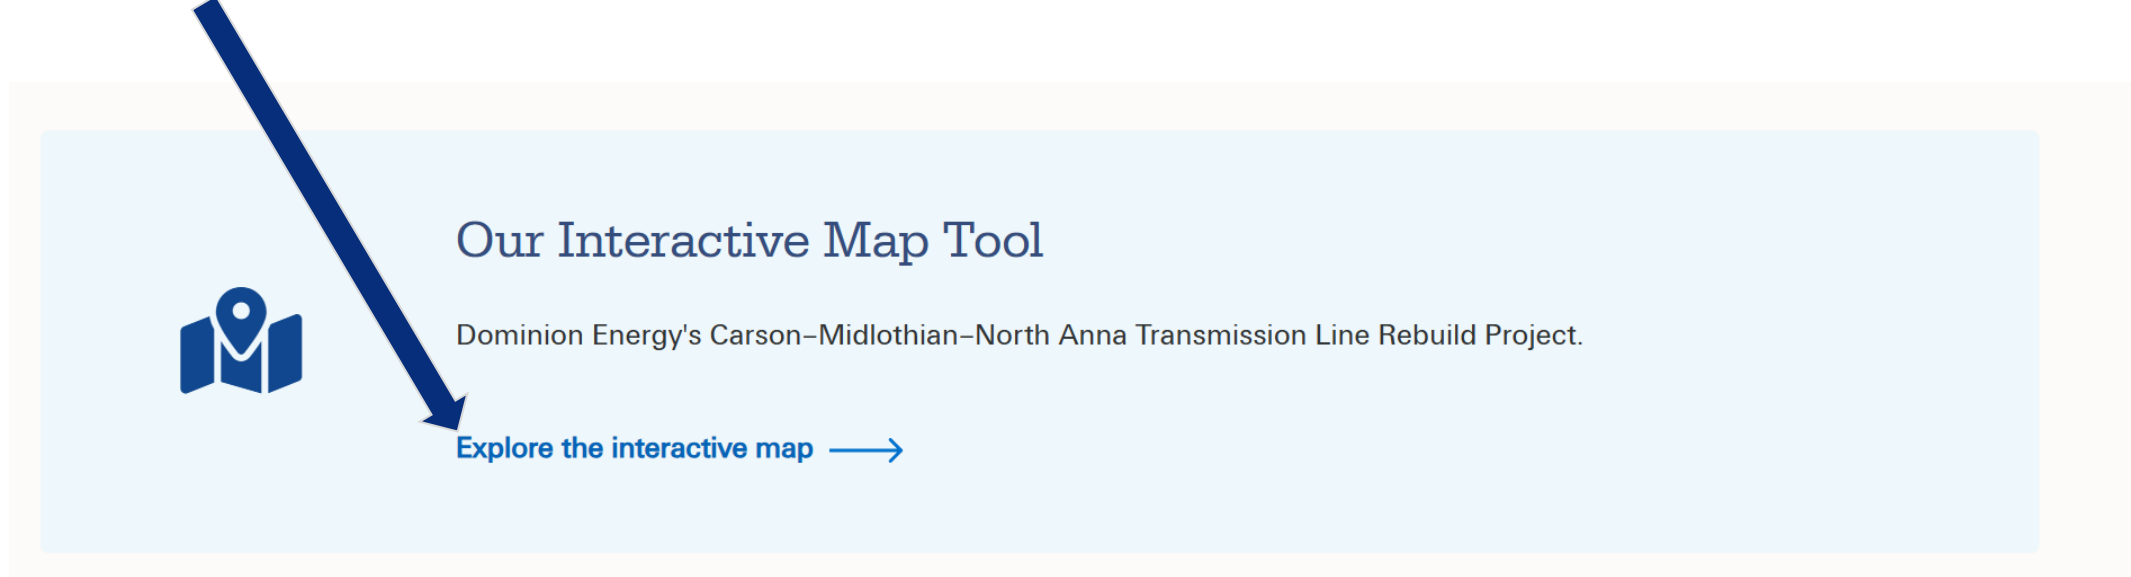 Our Interactive Map Tool
Dominion Energy's Carson–Midlothian–North Anna Transmission Line Rebuild Project.
Explore the interactive map